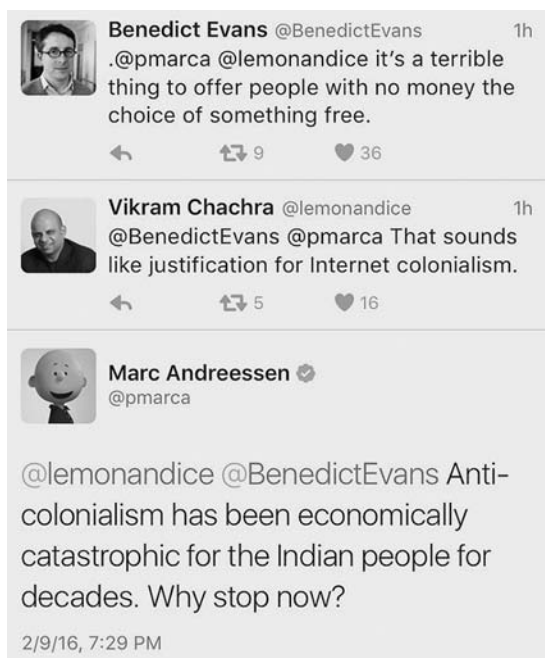 Benedict Evans @BenedictEvans 1h
.@pmarca @lemonandice it’s a terrible
thing to offer people with no money the
choice of something free.
9 36
Vikram Chachra @lemonandice 1h
@BenedictEvans @pmarca That sounds
like justification for Internet colonialism.
5 16
Marc Andreessen
@pmarca
@lemonandice @BenedictEvans Anti-
colonialism has been economically
catastrophic for the Indian people for
decades. Why stop now?
2/9/16, 7:29 PM